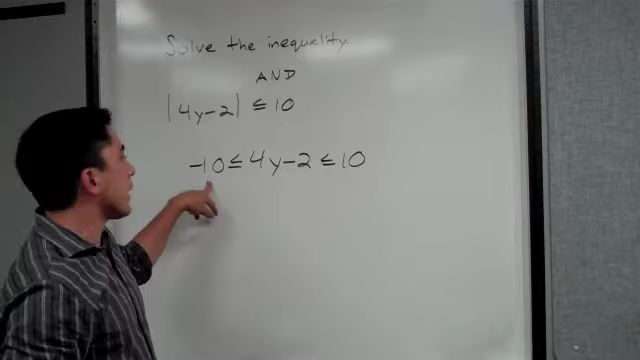 Solve the inequality.
AND
|4y-2| ≤ 10
-10 ≤ 4y-2 ≤ 10